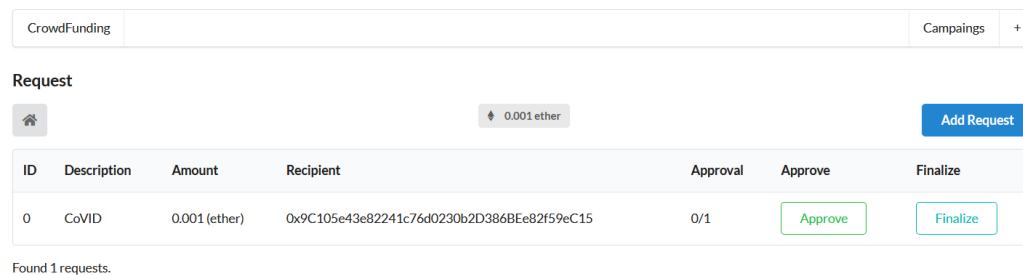 CrowdFunding Campaings +
Request
0.001 ether Add Request
ID Description Amount Recipient Approval Approve Finalize
0 CoVID 0.001 (ether) 0x9C105e43e82241c76d0230b2D386BEe82f59eC15 0/1 Approve Finalize
Found 1 requests.